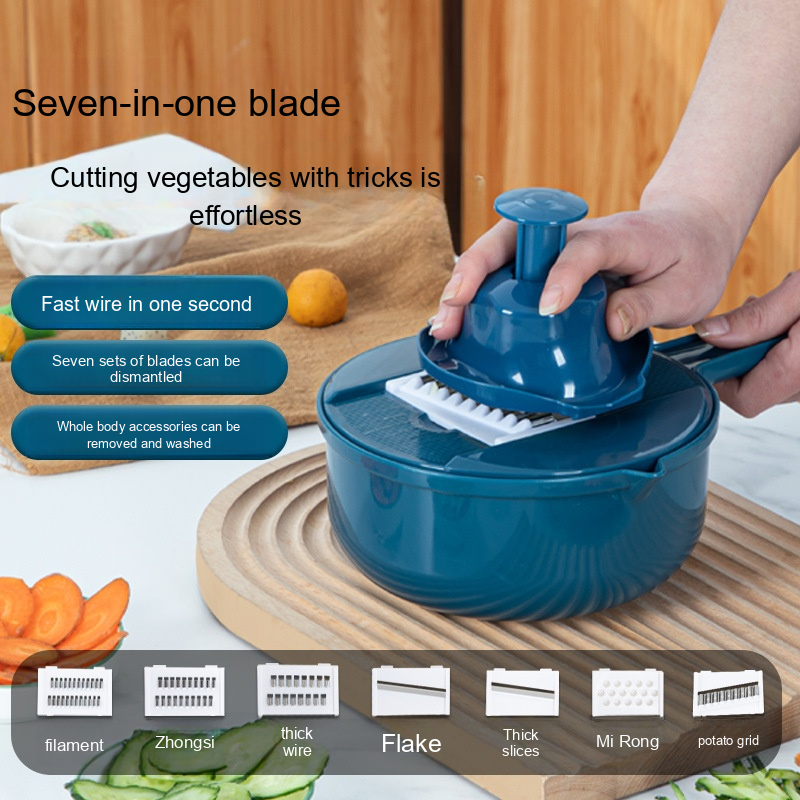 Seven-in-one blade
Cutting vegetables with tricks is
effortless
Fast wire in one second
Seven sets of blades can be
dismantled
Whole body accessories can be
removed and washed
filament
Zhongsi
thick
wire
Flake
Thick
slices
Mi Rong
potato grid